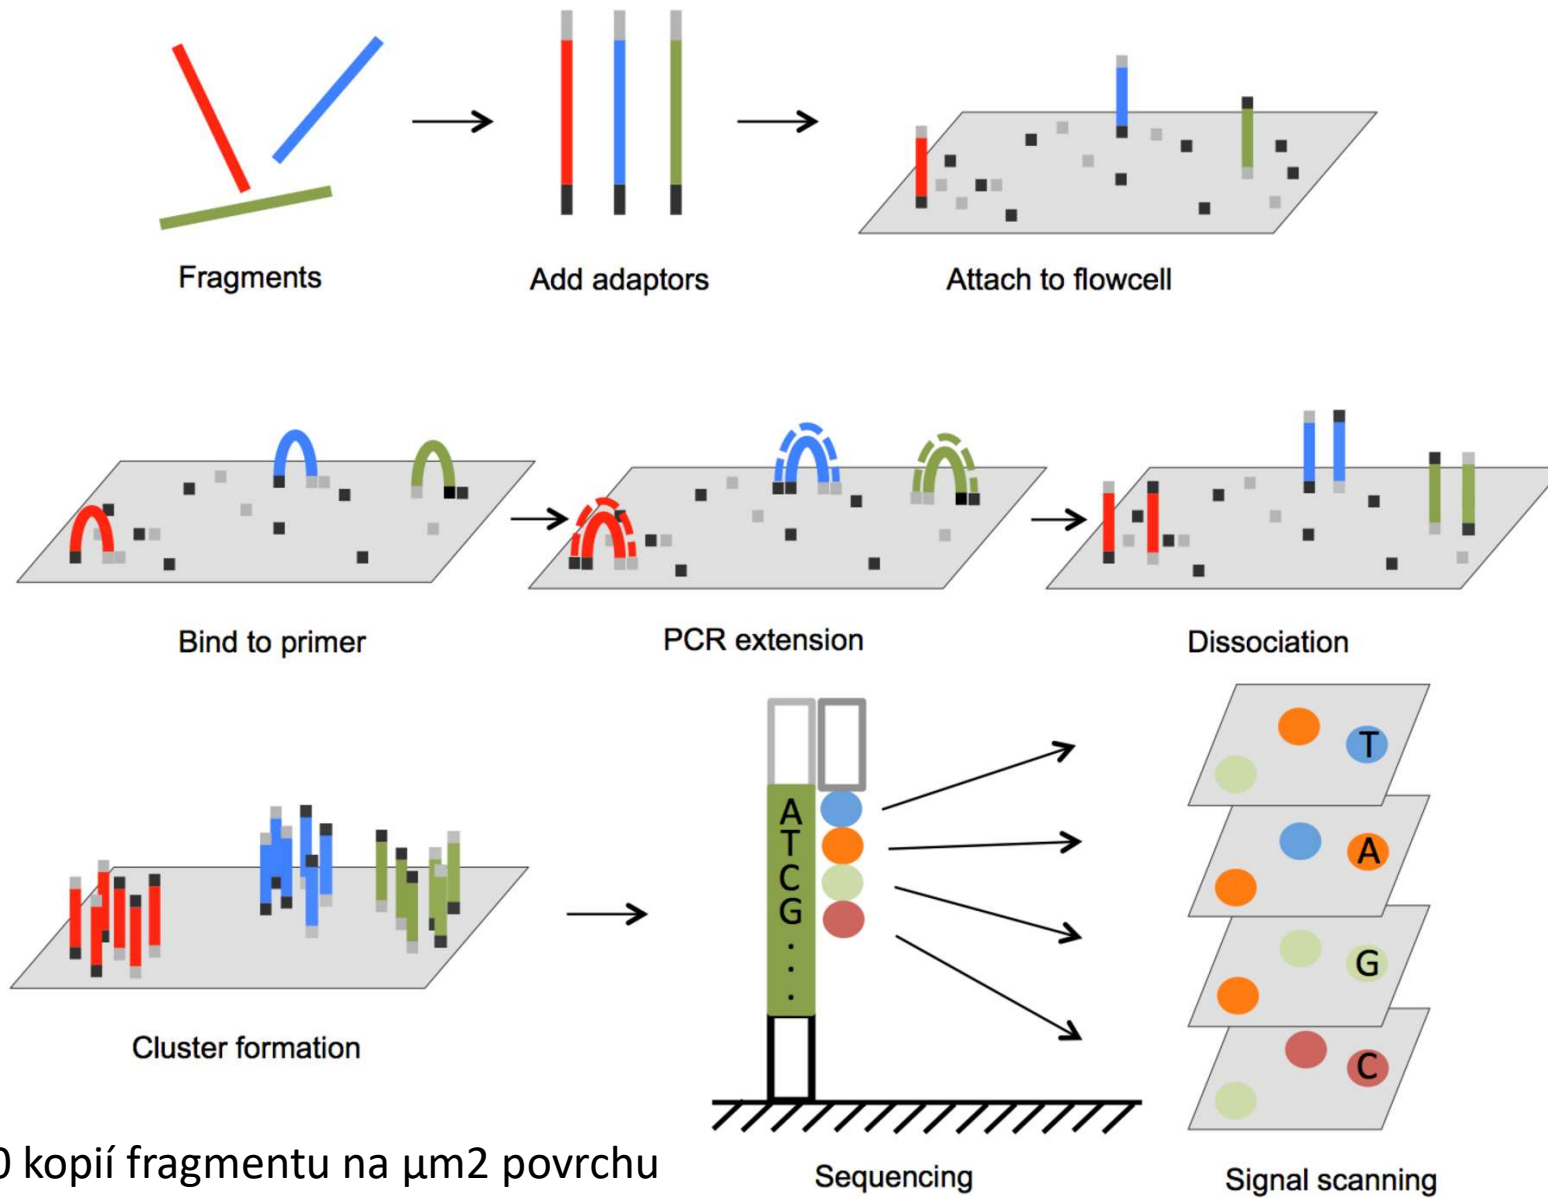 Fragments
Add adaptors
Attach to flowcell
Bind to primer
PCR extension
Dissociation
A
T
C
G
.
.
.
T
A
G
C
Cluster formation
0 kopií fragmentu na µm2 povrchu
Sequencing
Signal scanning